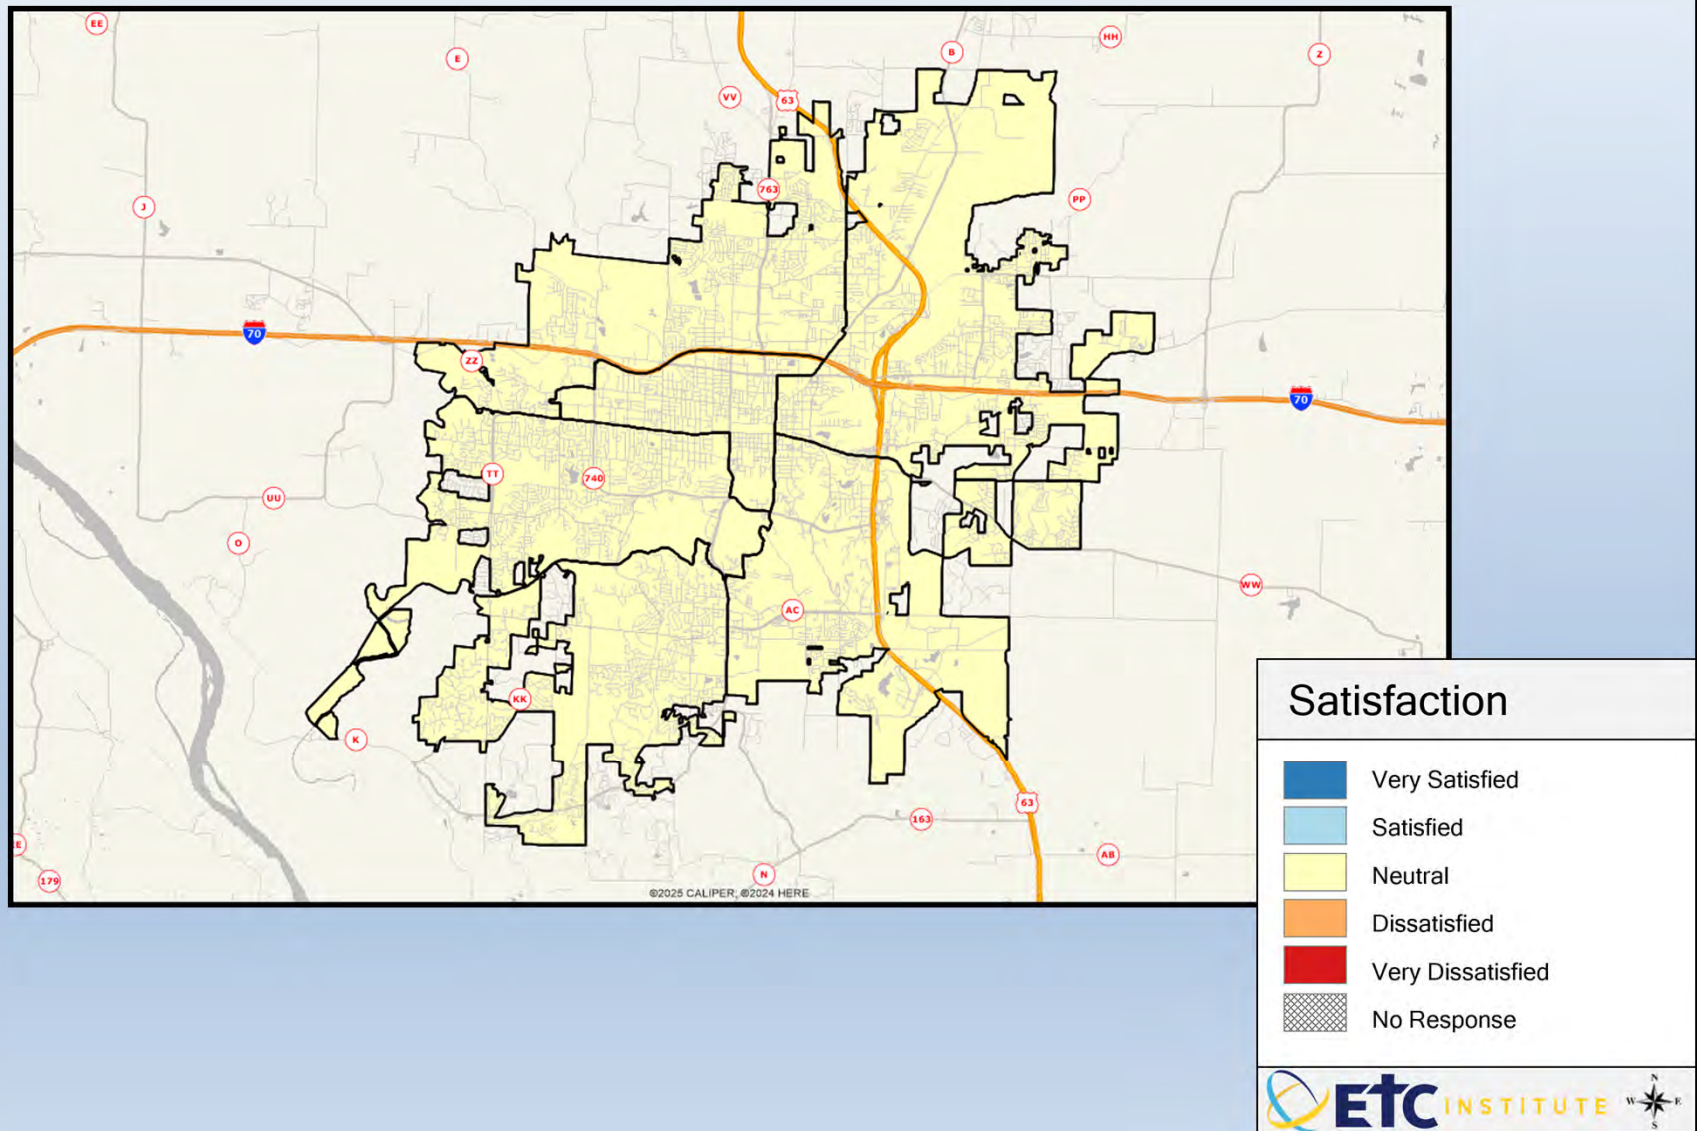 EE
E
B
HH
Z
VV
63
763
J
PP
70
ZZ
70
TT
740
UU
O
WW
AC
KK
K
63
163
E
AB
N
179
©2025 CALIPER; ©2024 HERE
Satisfaction
Very Satisfied
Satisfied
Neutral
Dissatisfied
Very Dissatisfied
No Response
ETC INSTITUTE
N
W E
S